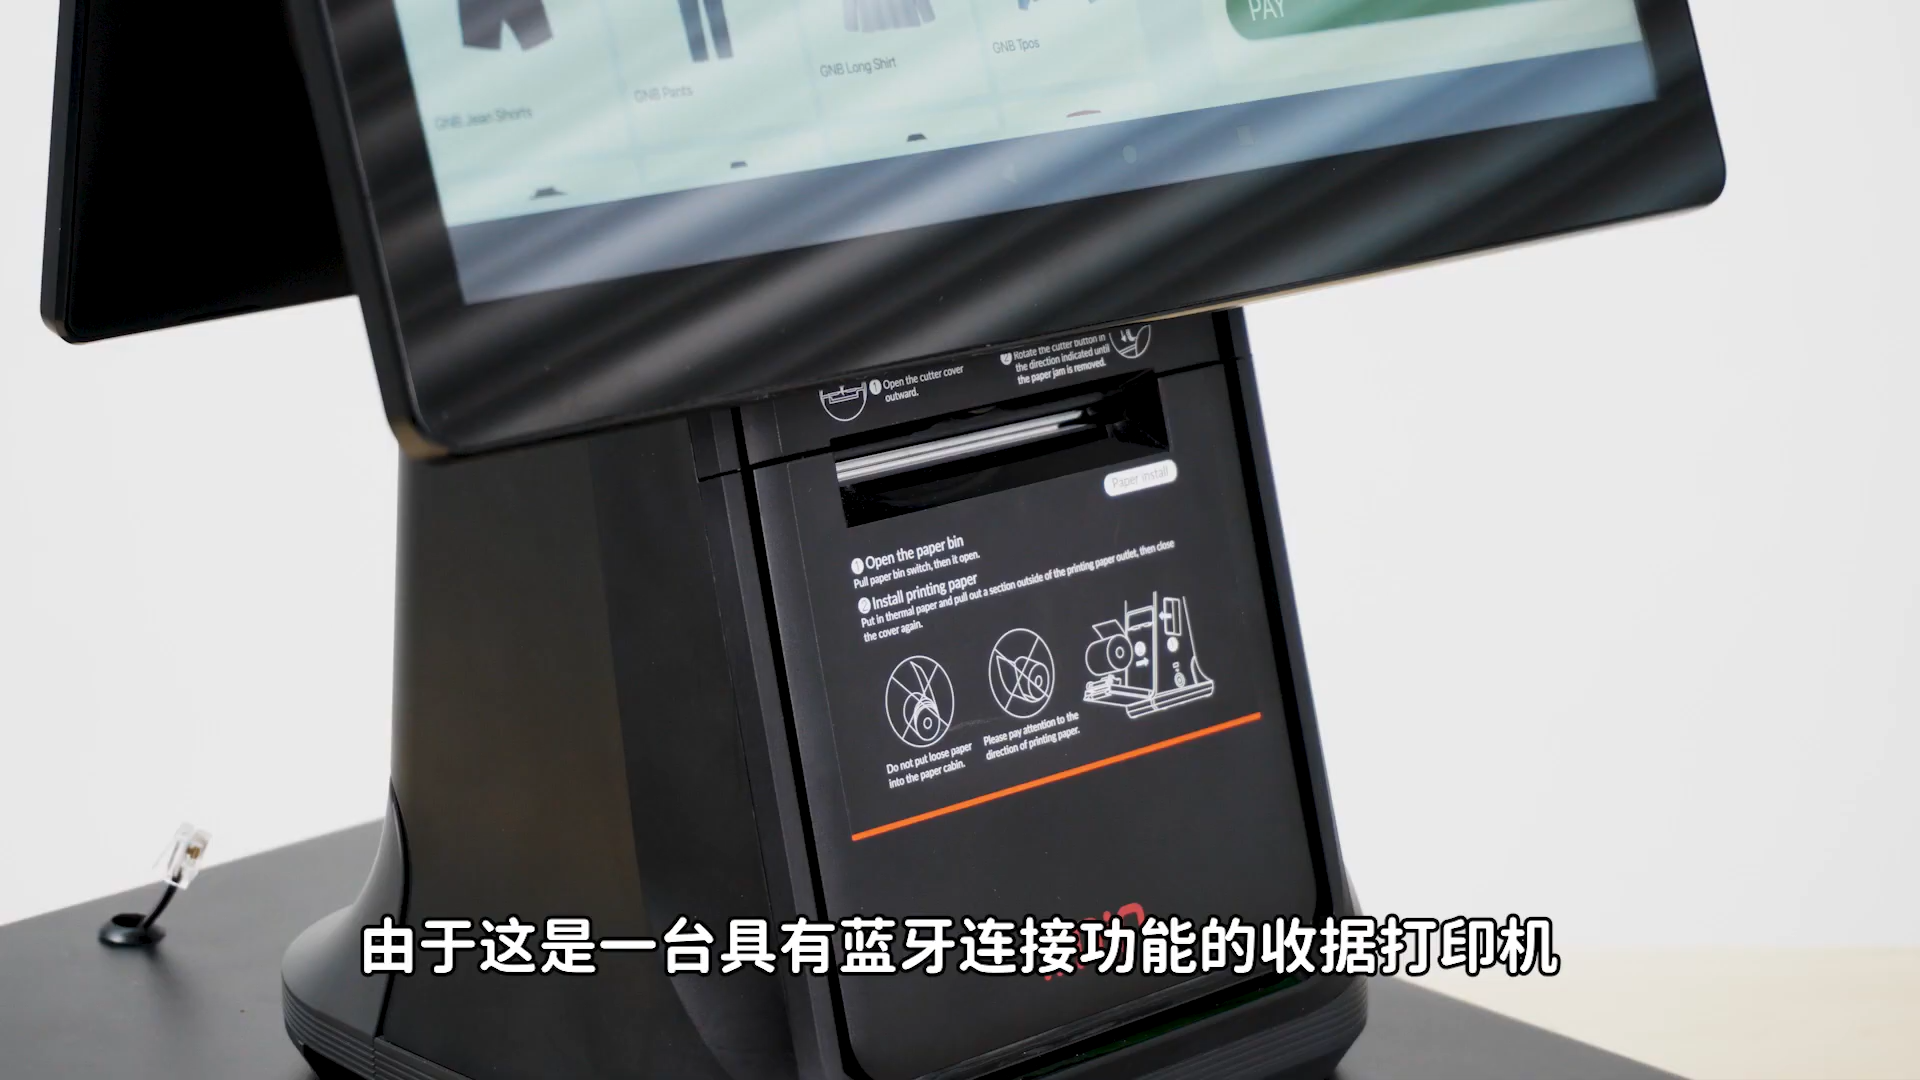 PAY
GNB Tpos
GNB Long Shirt
GNB Pants
GNB Jean Shorts
1 Open the cutter cover
outward.
2 Rotate the cutter button in
the direction indicated until
the paper jam is removed.
Paper install
1 Open the paper bin
Pull paper bin switch, then it open.
2 Install printing paper
Put in thermal paper and pull out a section outside of the printing paper outlet, then close
the cover again.
Do not put loose paper
into the paper cabin.
Please pay attention to the
direction of printing paper.
由于这是一台具有蓝牙连接功能的收据打印机